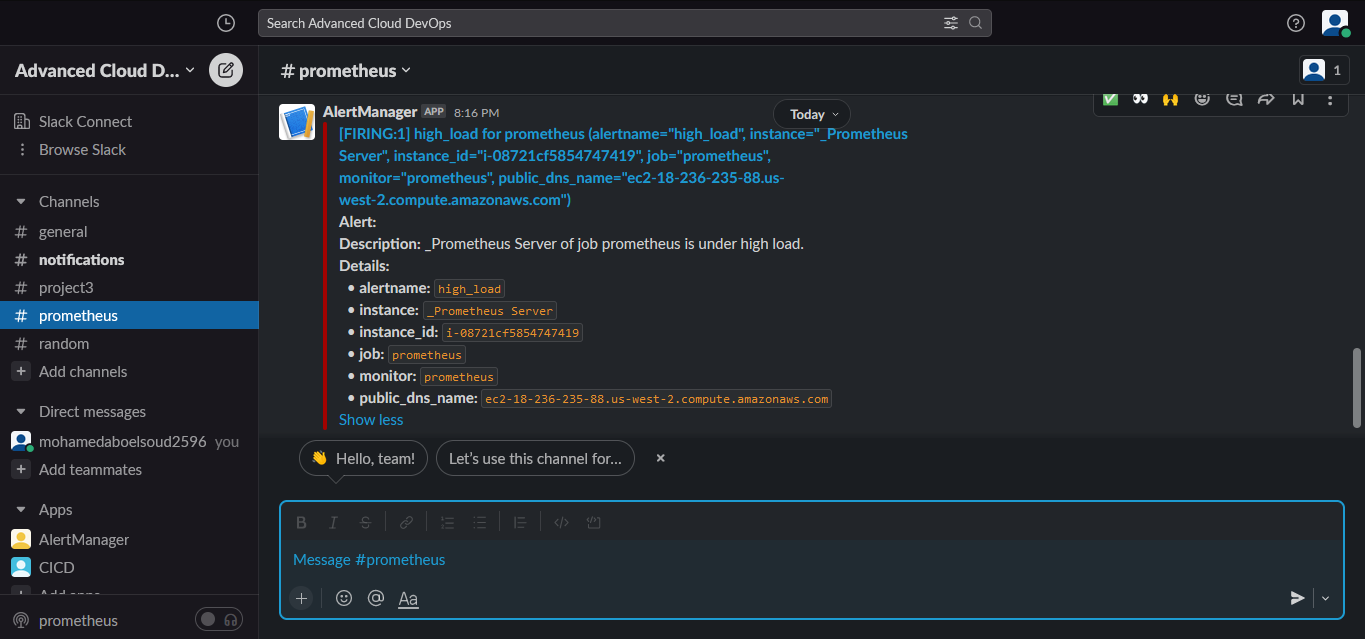 Search Advanced Cloud DevOps
Advanced Cloud D...
Slack Connect
Browse Slack
Channels
# general
# notifications
# project3
# prometheus
# random
+ Add channels
Direct messages
mohamedaboelsoud2596 you
+ Add teammates
Apps
AlertManager
CICD
+ Add apps
prometheus
# prometheus
1
Today
AlertManager APP 8:16 PM
[FIRING:1] high_load for prometheus (alertname="high_load", instance="_Prometheus
Server", instance_id="i-08721cf5854747419", job="prometheus",
monitor="prometheus", public_dns_name="ec2-18-236-235-88.us-
west-2.compute.amazonaws.com")
Alert:
Description: _Prometheus Server of job prometheus is under high load.
Details:
• alertname: high_load
• instance: _Prometheus Server
• instance_id: i-08721cf5854747419
• job: prometheus
• monitor: prometheus
• public_dns_name: ec2-18-236-235-88.us-west-2.compute.amazonaws.com
Show less
👋 Hello, team!
Let's use this channel for...
B I S
Message #prometheus
+ @ Aa